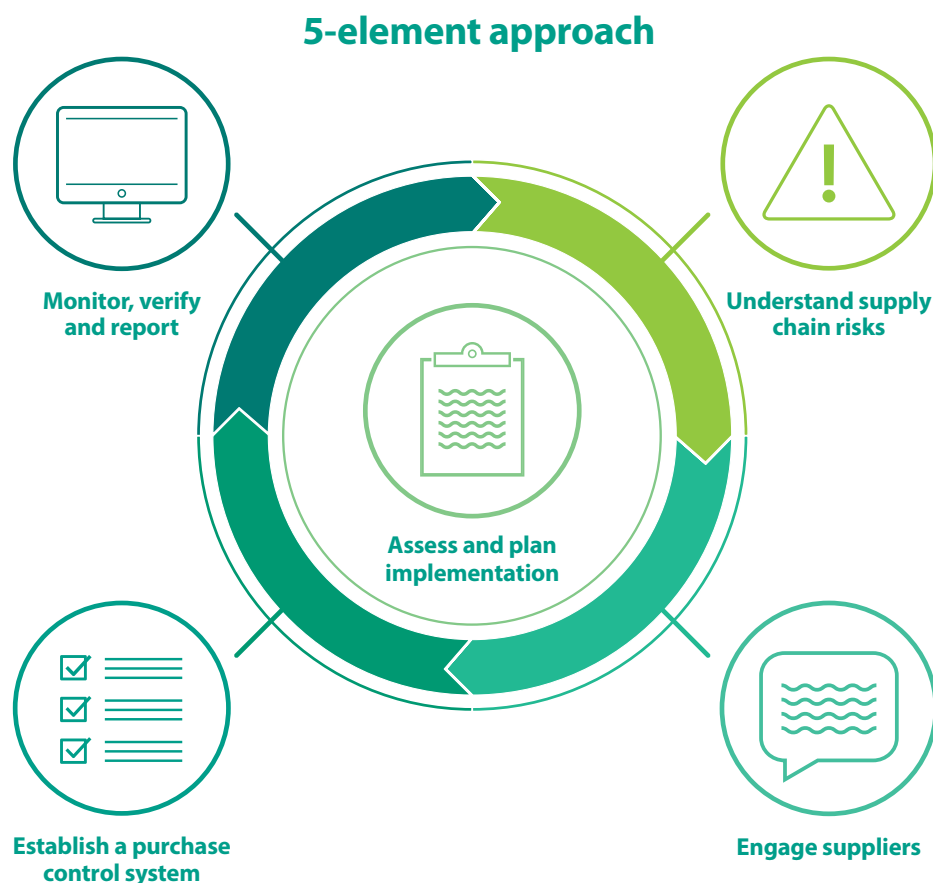 5-element approach
Monitor, verify
and report
Understand supply
chain risks
Assess and plan
implementation
Establish a purchase
control system
Engage suppliers